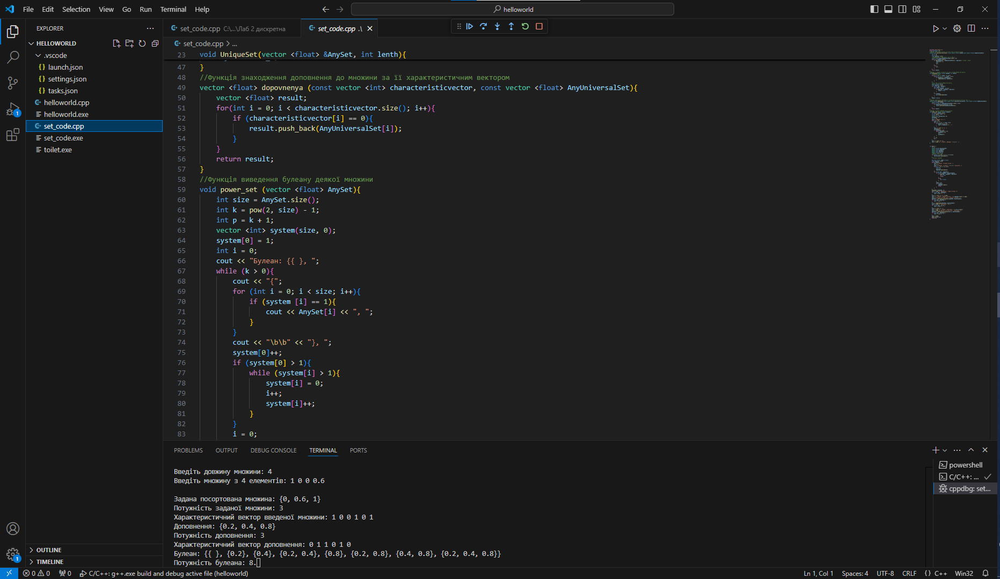 File Edit Selection View Go Run Terminal Help
helloworld
EXPLORER
HELLOWORLD
.vscode
launch.json
settings.json
tasks.json
helloworld.cpp
helloworld.exe
set_code.cpp
set_code.exe
toilet.exe
OUTLINE
TIMELINE
set_code.cpp C:\...\Лаб 2 дискретна
set_code.cpp .\
set_code.cpp > ...
23 void UniqueSet(vector <float> &AnySet, int lenth){
47 }
48 //Функція знаходження доповнення до множини за її характеристичним вектором
49 vector <float> dopovnenya (const vector <int> characteristicvector, const vector <float> AnyUniversalSet){
50 vector <float> result;
51 for(int i = 0; i < characteristicvector.size(); i++){
52 if (characteristicvector[i] == 0){
53 result.push_back(AnyUniversalSet[i]);
54 }
55 }
56 return result;
57 }
58 //Функція виведення булеану деякої множини
59 void power_set (vector <float> AnySet){
60 int size = AnySet.size();
61 int k = pow(2, size) - 1;
62 int p = k + 1;
63 vector <int> system(size, 0);
64 system[0] = 1;
65 int i = 0;
66 cout << "Булеан: {{ }, ";
67 while (k > 0){
68 cout << "{";
69 for (int i = 0; i < size; i++){
70 if (system [i] == 1){
71 cout << AnySet[i] << ", ";
72 }
73 }
74 cout << "\b\b" << "}, ";
75 system[0]++;
76 if (system[0] > 1){
77 while (system[i] > 1){
78 system[i] = 0;
79 i++;
80 system[i]++;
81 }
82 }
83 i = 0;
PROBLEMS OUTPUT DEBUG CONSOLE TERMINAL PORTS
Введіть довжину множини: 4
Введіть множину з 4 елементів: 1 0 0 0.6
Задана посортована множина: {0, 0.6, 1}
Потужність заданої множини: 3
Характеристичний вектор введеної множини: 1 0 0 1 0 1
Доповнення: {0.2, 0.4, 0.8}
Потужність доповнення: 3
Характеристичний вектор доповнення: 0 1 1 0 1 0
Булеан: {{ }, {0.2}, {0.4}, {0.2, 0.4}, {0.8}, {0.2, 0.8}, {0.4, 0.8}, {0.2, 0.4, 0.8}}
Потужність булеана: 8.
powershell
C/C++: ...
cppdbg: set...
1
1
0 0 0 C/C++: g++.exe build and debug active file (helloworld)
Ln 1, Col 1 Spaces: 4 UTF-8 CRLF {} C++ Win32